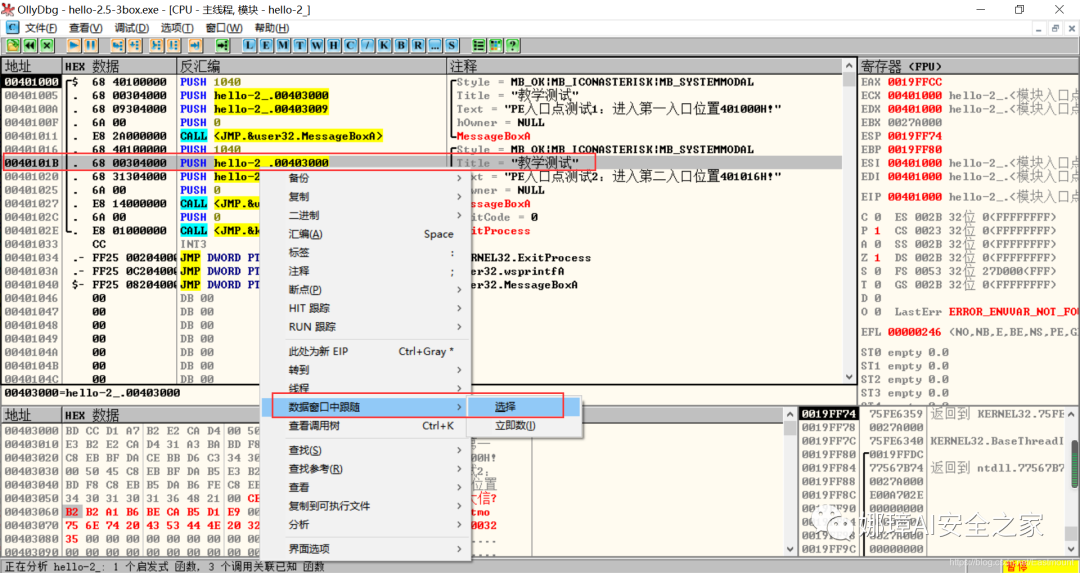 OllyDbg - hello-2.5-3box.exe - [CPU - 主线程, 模块 - hello-2_]
文件(F) 查看(V) 调试(D) 选项(T) 窗口(W) 帮助(H)
L E M T W H C / K B R ... S ?
地址 HEX 数据 反汇编 注释 寄存器 (FPU)
00401000 $ 68 40100000 PUSH 1040 Style = MB_OK|MB_ICONASTERISK|MB_SYSTEMMODAL
00401005 . 68 00304000 PUSH hello-2_.00403000 Title = "教学测试"
0040100A . 68 09304000 PUSH hello-2_.00403009 Text = "PE入口点测试1：进入第一入口位置401000H!"
0040100F . 6A 00 PUSH 0 hOwner = NULL
00401011 . E8 2A000000 CALL <JMP.&user32.MessageBoxA> MessageBoxA
00401016 . 68 40100000 PUSH 1040 Style = MB_OK|MB_ICONASTERISK|MB_SYSTEMMODAL
0040101B . 68 00304000 PUSH hello-2_.00403000 Title = "教学测试"
00401020 . 68 31304000 PUSH hello-2 = "PE入口点测试2：进入第二入口位置401016H!"
00401025 . 6A 00 PUSH 0 wner = NULL
00401027 . E8 14000000 CALL <JMP.&u ssageBoxA
0040102C . 6A 00 PUSH 0 itCode = 0
0040102E . E8 01000000 CALL <JMP.&k itProcess
00401033 CC INT3
00401034 .- FF25 00204000 JMP DWORD PT RNEL32.ExitProcess
0040103A .- FF25 0C204000 JMP DWORD PT er32.wsprintfA
00401040 $- FF25 08204000 JMP DWORD PT er32.MessageBoxA
00401046 00 DB 00
00401047 00 DB 00
00401048 00 DB 00
00401049 00 DB 00
0040104A 00 DB 00
0040104B 00 DB 00
0040104C 00 DB 00
EAX 0019FFCC
ECX 00401000 hello-2_.<模块入口点
EDX 00401000 hello-2_.<模块入口点
EBX 0027A000
ESP 0019FF74
EBP 0019FF80
ESI 00401000 hello-2_.<模块入口点
EDI 00401000 hello-2_.<模块入口点
EIP 00401000 hello-2_.<模块入口点
C 0 ES 002B 32位 0(FFFFFFFF)
P 1 CS 0023 32位 0(FFFFFFFF)
A 0 SS 002B 32位 0(FFFFFFFF)
Z 1 DS 002B 32位 0(FFFFFFFF)
S 0 FS 0053 32位 27D000(FFF)
T 0 GS 002B 32位 0(FFFFFFFF)
D 0
O 0 LastErr ERROR_ENVVAR_NOT_FOU
EFL 00000246 (NO,NB,E,BE,NS,PE,G
ST0 empty 0.0
ST1 empty 0.0
ST2 empty 0.0
ST3 empty 0.0
备份
复制
二进制
汇编(A) Space
标签 :
注释 ;
断点(P)
HIT 跟踪
RUN 跟踪
此处为新 EIP Ctrl+Gray *
转到
线程
数据窗口中跟随
查看调用树 Ctrl+K
查找(S)
查找参考(R)
查看
复制到可执行文件
分析
界面选项
选择
立即数(I)
00403000=hello-2_.00403000
地址 HEX 数据
00403000 BD CC D1 A7 B2 E2 CA D4 00 50
00403010 E3 B2 E2 CA D4 31 A3 BA BD F8
00403020 C8 EB BF DA CE BB D6 C3 34 30
00403030 00 50 45 C8 EB BF DA B5 E3 B2
00403040 BD F8 C8 EB B5 DA B6 FE C8 EB
00403050 34 30 31 30 31 36 48 21 00 CE
00403060 B2 B2 A1 B6 BE CA B5 D1 E9 00
00403070 75 6E 74 20 43 53 44 4E 20 32
00403080 35 00 00 00 00 00 00 00 00 00
00403090 00 00 00 00 00 00 00 00 00 00
0019FF74 75FE6359 返回到 KERNEL32.75FE
0019FF78 0027A000
0019FF7C 75FE6340 KERNEL32.BaseThreadI
0019FF80 0019FFDC
0019FF84 77567B74 返回到 ntdll.77567B7
0019FF88 0027A000
0019FF8C E00A702E
0019FF90
0019FF94
0019FF98
0019FF9C 00000000
娜璋AI安全之家
正在分析 hello-2_: 1 个启发式 函数, 3 个调用关联已知 函数
暂停